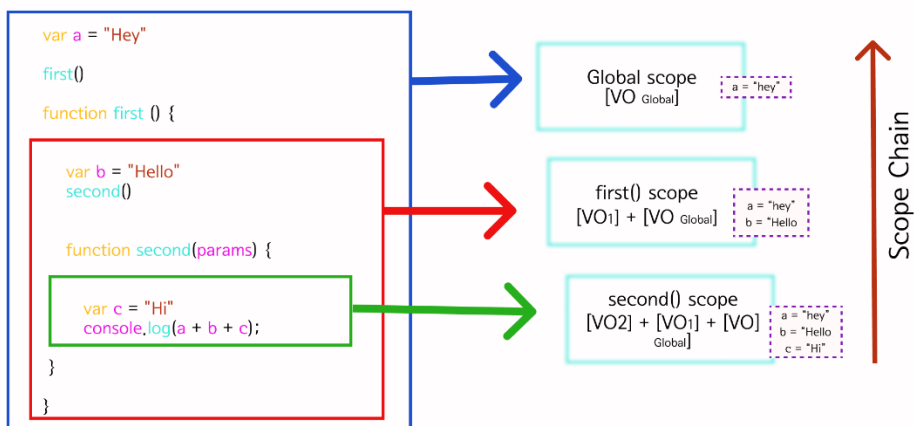 var a = "Hey"
first()
function first () {
var b = "Hello"
second()
function second(params) {
var c = "Hi"
console.log(a + b + c);
}
}
Global scope
[VO Global]
a = "hey"
first() scope
[VO1] + [VO Global]
a = "hey"
b = "Hello
second() scope
[VO2] + [VO1] + [VO]
Global]
a = "hey"
b = "Hello
c = "Hi"
Scope Chain